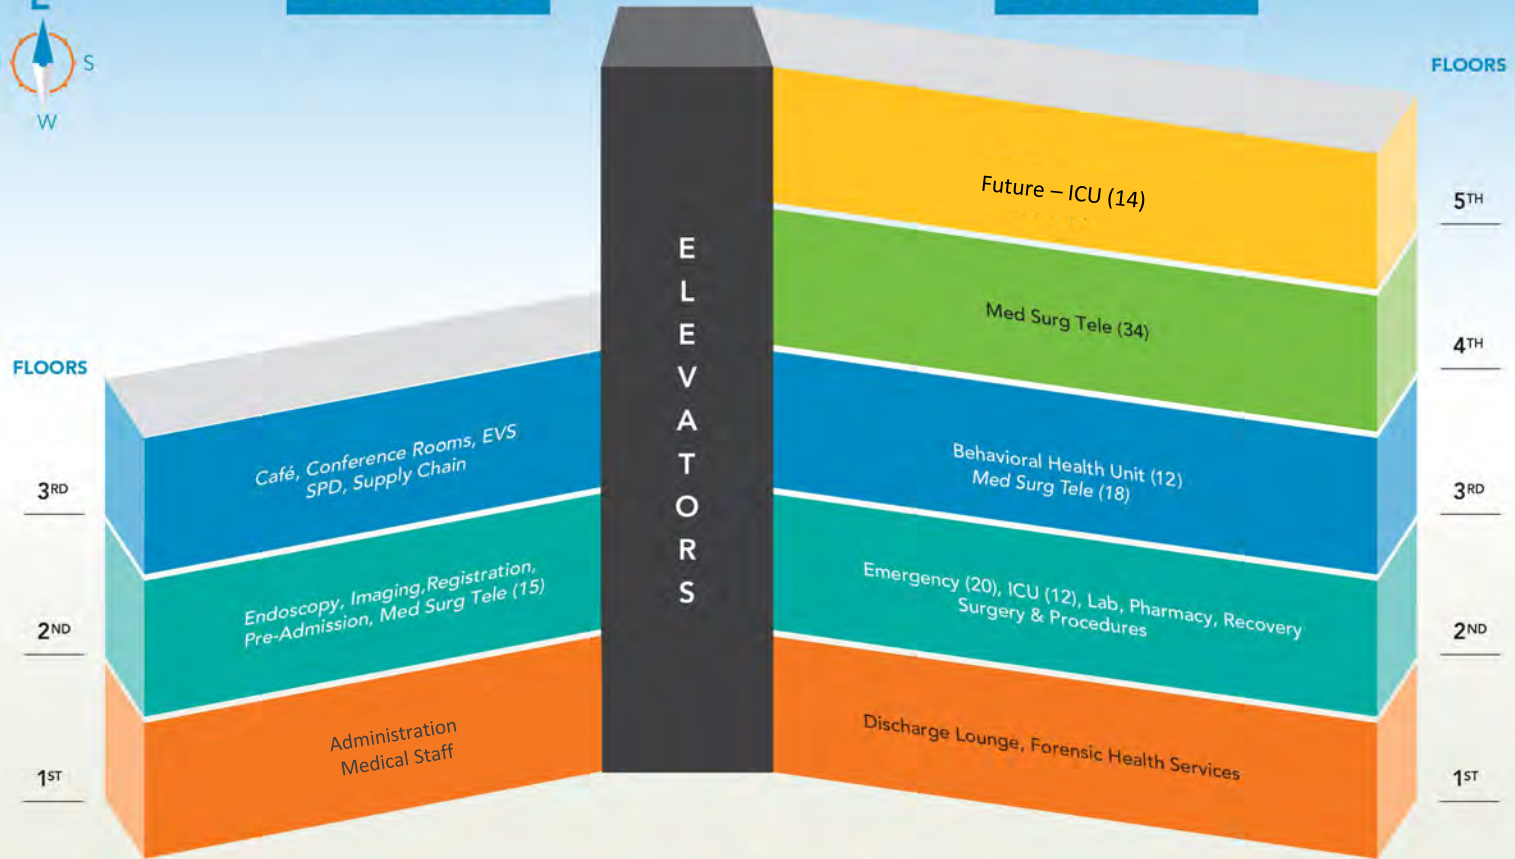 E
S
W
FLOORS
FLOORS
ELEVATORS
Future – ICU (14)
5TH
Med Surg Tele (34)
4TH
Café, Conference Rooms, EVS
SPD, Supply Chain
3RD
Behavioral Health Unit (12)
Med Surg Tele (18)
3RD
Endoscopy, Imaging,Registration,
Pre-Admission, Med Surg Tele (15)
2ND
Emergency (20), ICU (12), Lab, Pharmacy, Recovery
Surgery & Procedures
2ND
Administration
Medical Staff
1ST
Discharge Lounge, Forensic Health Services
1ST